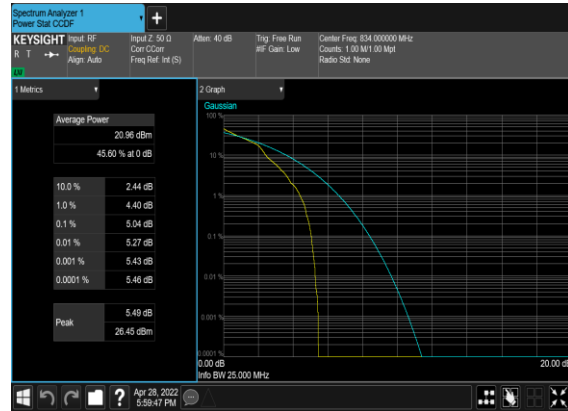 Spectrum Analyzer 1
Power Stat CCDF
+
KEYSIGHT
R T
LXI
Input: RF
Coupling: DC
Align: Auto
Input Z: 50 Ω
Corr CCorr
Freq Ref: Int (S)
Atten: 40 dB
Trig: Free Run
#IF Gain: Low
Center Freq: 834.000000 MHz
Counts: 1.00 M/1.00 Mpt
Radio Std: None
1 Metrics
Average Power
20.96 dBm
45.60 % at 0 dB
10.0 % 2.44 dB
1.0 % 4.40 dB
0.1 % 5.04 dB
0.01 % 5.27 dB
0.001 % 5.43 dB
0.0001 % 5.46 dB
Peak
5.49 dB
26.45 dBm
2 Graph
Gaussian
100 %
10 %
1 %
0.1 %
0.01 %
0.001 %
0.0001 %
0.00 dB
20.00 dB
Info BW 25.000 MHz
?
Apr 28, 2022
5:59:47 PM